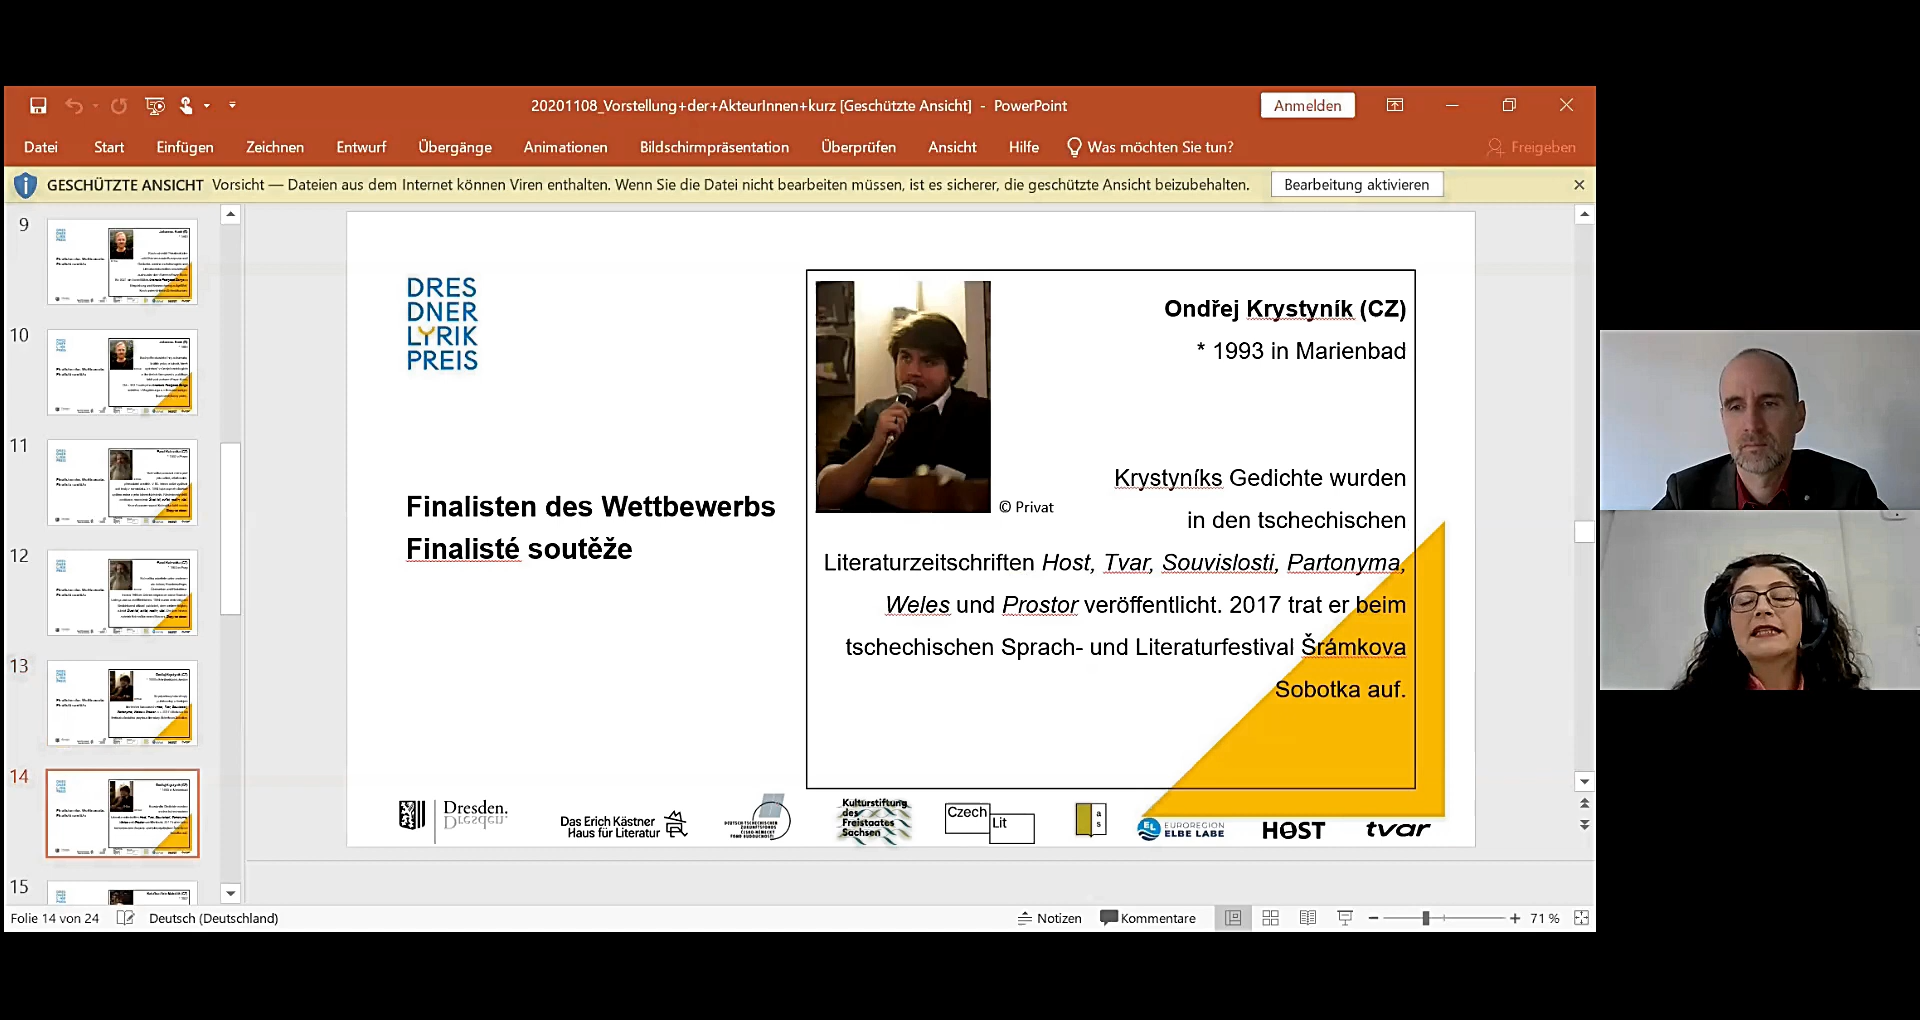 20201108_Vorstellung+der+AkteurInnen+kurz [Geschützte Ansicht] - PowerPoint
Anmelden
Datei Start Einfügen Zeichnen Entwurf Übergänge Animationen Bildschirmpräsentation Überprüfen Ansicht Hilfe Was möchten Sie tun? Freigeben
GESCHÜTZTE ANSICHT Vorsicht — Dateien aus dem Internet können Viren enthalten. Wenn Sie die Datei nicht bearbeiten müssen, ist es sicherer, die geschützte Ansicht beizubehalten. Bearbeitung aktivieren
9
10
11
12
13
14
15
DRES
DNER
LYRIK
PREIS
Finalisten des Wettbewerbs
Finalisté soutěže
Ondřej Krystyník (CZ)
* 1993 in Marienbad
© Privat
Krystyníks Gedichte wurden
in den tschechischen
Literaturzeitschriften Host, Tvar, Souvislosti, Partonyma,
Weles und Prostor veröffentlicht. 2017 trat er beim
tschechischen Sprach- und Literaturfestival Šrámkova
Sobotka auf.
Dresden.
Dresden.
Das Erich Kästner
Haus für Literatur
Kulturstiftung
des
Freistaates
Sachsen
Czech
Lit
a
s
EUROREGION
ELBE LABE
HOST
tvar
Folie 14 von 24 Deutsch (Deutschland) Notizen Kommentare 71 %